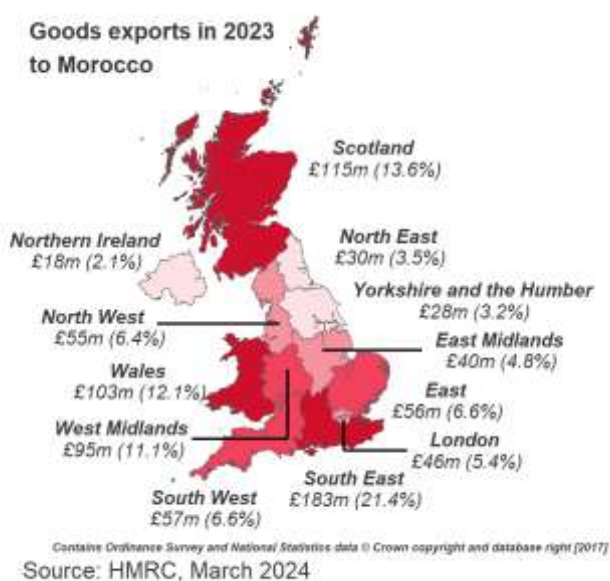 Goods exports in 2023
to Morocco
Scotland
£115m (13.6%)
Northern Ireland
£18m (2.1%)
North East
£30m (3.5%)
Yorkshire and the Humber
£28m (3.2%)
North West
£55m (6.4%)
East Midlands
£40m (4.8%)
Wales
£103m (12.1%)
East
£56m (6.6%)
West Midlands
£95m (11.1%)
London
£46m (5.4%)
South East
£183m (21.4%)
South West
£57m (6.6%)
Contains Ordinance Survey and National Statistics data © Crown copyright and database right [2017]
Source: HMRC, March 2024